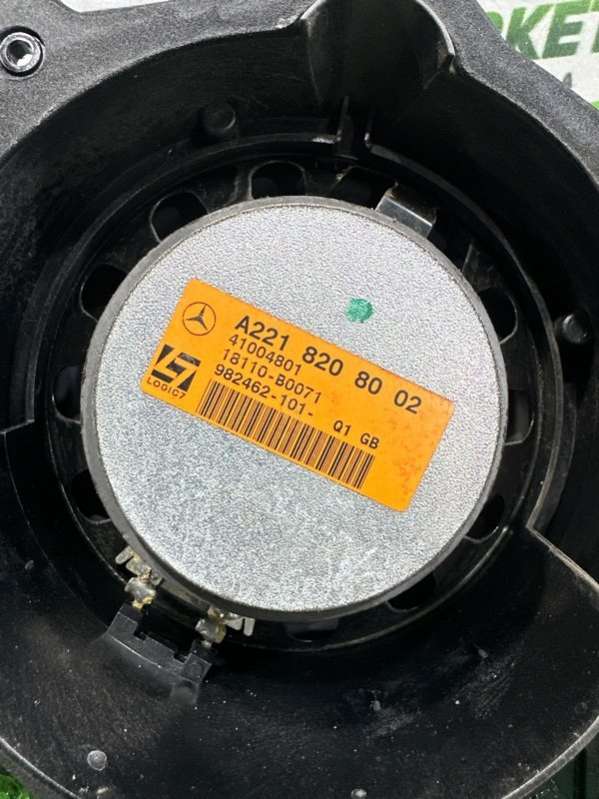 A221 820 80 02
41004801
18110-B0071
982462-101- Q1 GB
LOGIC7